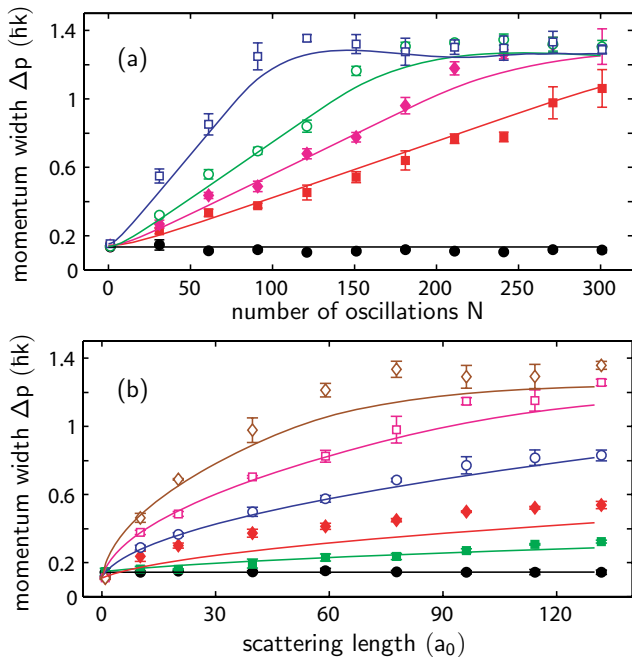 (a)
momentum width Δp (ħk)
1.4
1
0.6
0.2
0
0 50 100 150 200 250 300
number of oscillations N
(b)
momentum width Δp (ħk)
1.4
1
0.6
0.2
0
0 30 60 90 120
scattering length (a0)